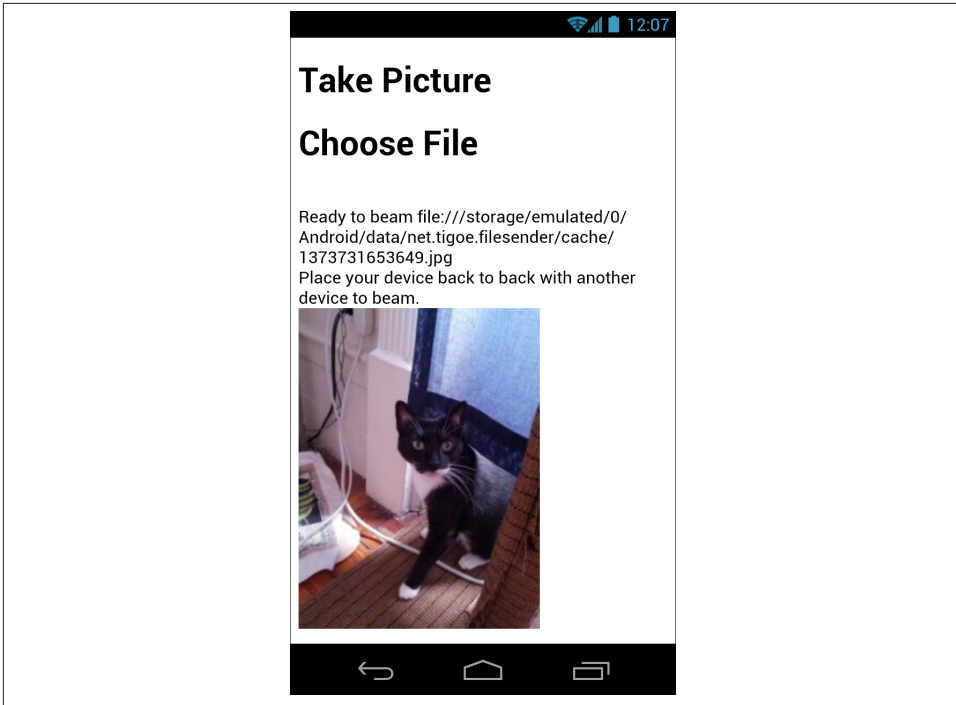 12:07
Take Picture
Choose File
Ready to beam file:///storage/emulated/0/
Android/data/net.tigoe.filesender/cache/
1373731653649.jpg
Place your device back to back with another
device to beam.